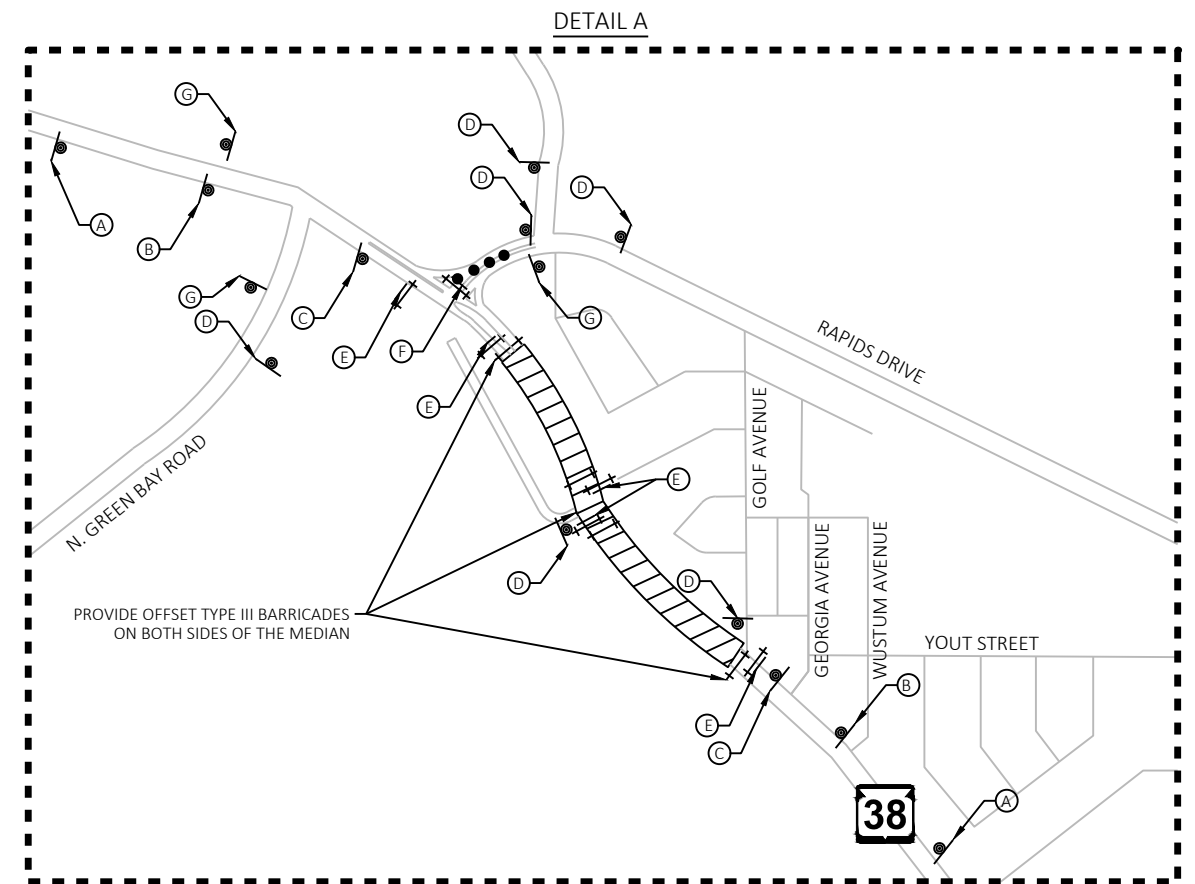 DETAIL A
G
D
D
D
A
B
G
D
C
E
F
G
RAPIDS DRIVE
E
GOLF AVENUE
N. GREEN BAY ROAD
E
D
D
PROVIDE OFFSET TYPE III BARRICADES
ON BOTH SIDES OF THE MEDIAN
GEORGIA AVENUE
WUSTUM AVENUE
YOUT STREET
B
E
C
A
38